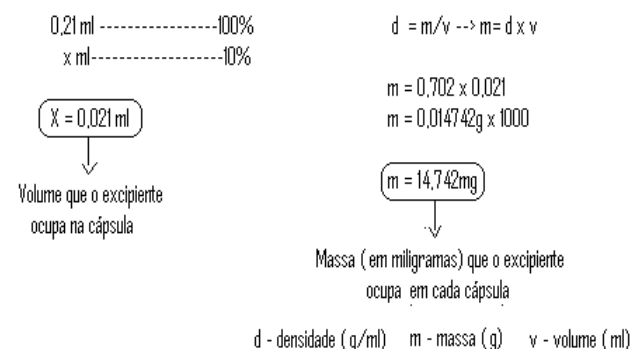 0,21 ml ------------------100%
x ml--------------------10%
X = 0,021 ml
Volume que o excipiente
ocupa na cápsula
d = m/v --> m= d x v
m = 0,702 x 0,021
m = 0,014742g x 1000
m = 14,742mg
Massa ( em miligramas) que o excipiente
ocupa em cada cápsula
d - densidade ( g/ml) m - massa ( g) v - volume ( ml)